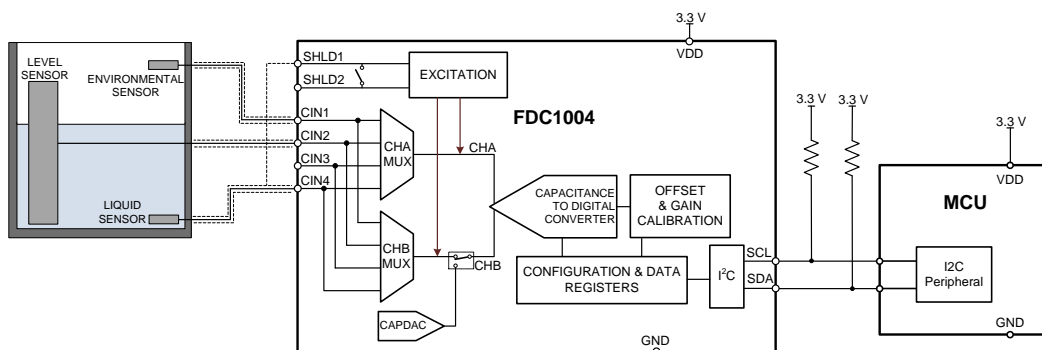 3.3 V
VDD
LEVEL
SENSOR
ENVIRONMENTAL
SENSOR
LIQUID
SENSOR
SHLD1
SHLD2
CIN1
CIN2
CIN3
CIN4
EXCITATION
FDC1004
CHA
MUX
CHA
CHB
MUX
CHB
CAPDAC
CAPACITANCE
TO DIGITAL
CONVERTER
OFFSET
& GAIN
CALIBRATION
CONFIGURATION & DATA
REGISTERS
I²C
SCL
SDA
GND
3.3 V
3.3 V
3.3 V
VDD
MCU
I2C
Peripheral
GND